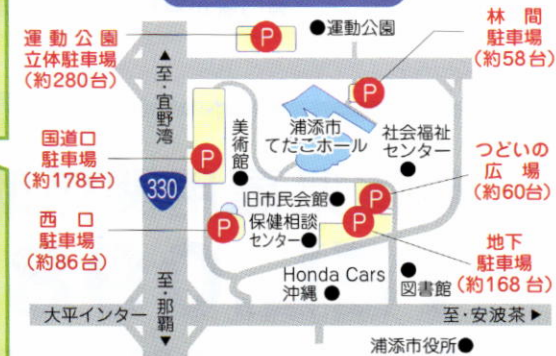 運動公園
立体駐車場
(約280台)
P
●運動公園
林間
駐車場
(約58台)
P
▲至・宜野湾
国道口
駐車場
(約178台)
P
美術館●
浦添市
てだこホール
社会福祉
センター
●
つどいの
広場
(約60台)
P
330
旧市民会館●
西口
駐車場
(約86台)
P
保健相談
センター●
P
地下
駐車場
(約168台)
Honda Cars
沖縄●
●
図書館
大平インター
至・那覇▼
至・安波茶▶
浦添市役所●